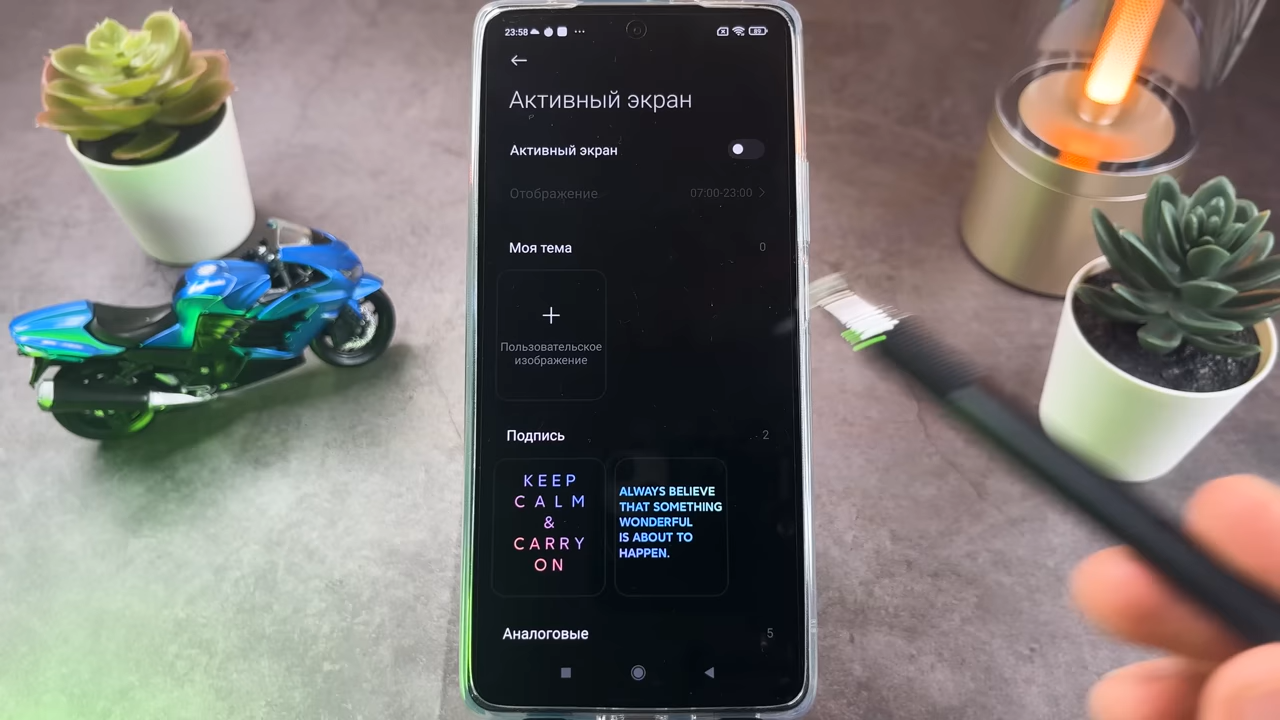 23:58
89
Активный экран
Активный экран
Отображение 07:00-23:00
Моя тема 0
Пользовательское
изображение
Подпись 2
KEEP
CALM
&
CARRY
ON
ALWAYS BELIEVE
THAT SOMETHING
WONDERFUL
IS ABOUT TO
HAPPEN.
Аналоговые 5